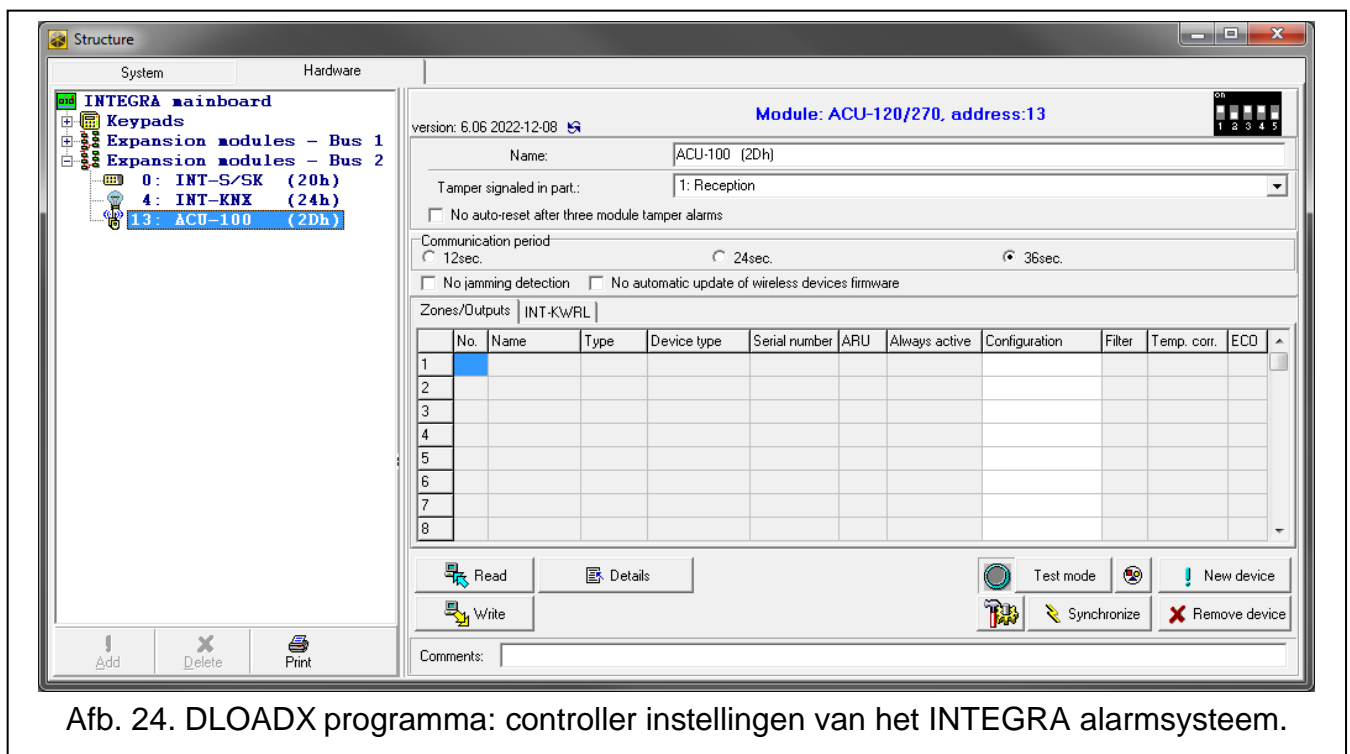 Structure
System Hardware
INTEGRA mainboard
Keypads
Expansion modules - Bus 1
Expansion modules - Bus 2
0: INT-S/SK (20h)
4: INT-KNX (24h)
13: ACU-100 (2Dh)
Add Delete Print
version: 6.06 2022-12-08 Module: ACU-120/270, address:13
on
1 2 3 4 5
Name: ACU-100 (2Dh)
Tamper signaled in part.: 1: Reception
No auto-reset after three module tamper alarms
Communication period
12sec. 24sec. 36sec.
No jamming detection No automatic update of wireless devices firmware
Zones/Outputs INT-KWRL
No. Name Type Device type Serial number ARU Always active Configuration Filter Temp. corr. ECO
1
2
3
4
5
6
7
8
Read Details Test mode New device
Write Synchronize Remove device
Comments:
Afb. 24. DLOADX programma: controller instellingen van het INTEGRA alarmsysteem.